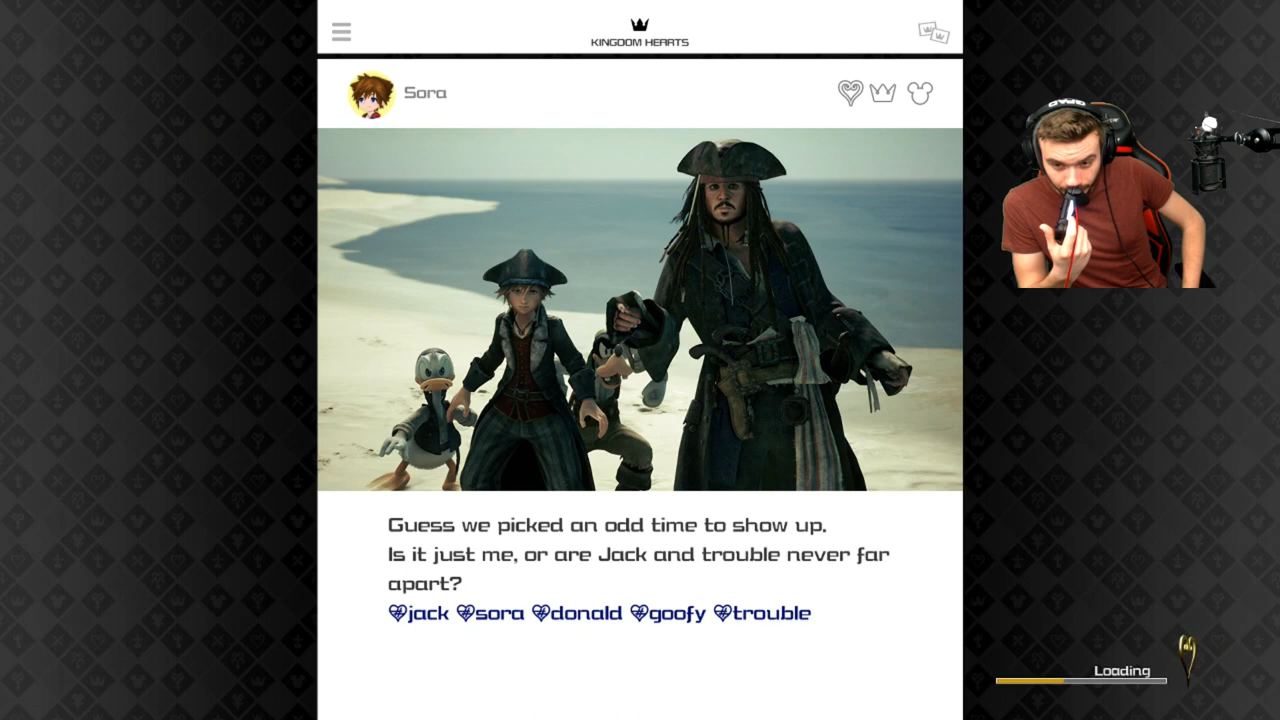 KINGDOM HEARTS
Sora
Guess we picked an odd time to show up.
Is it just me, or are Jack and trouble never far
apart?
jack sora donald goofy trouble
Loading